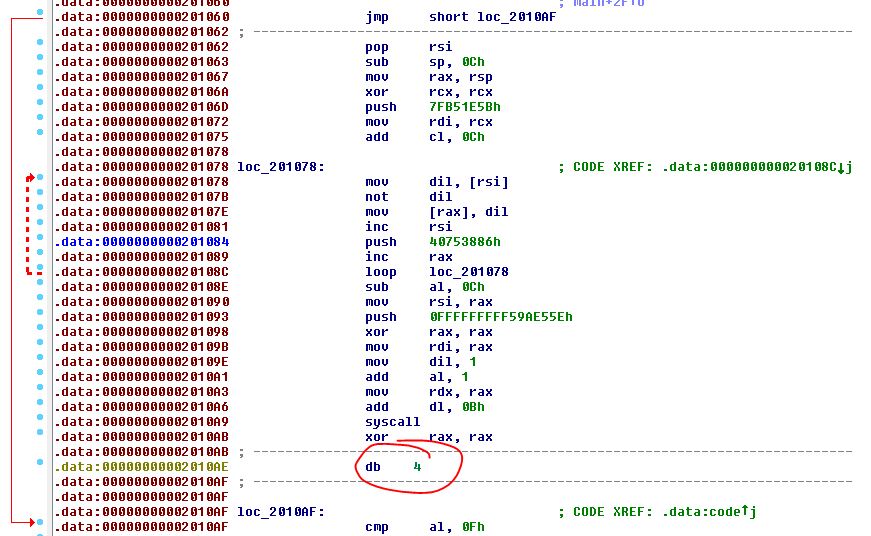 .data:0000000000201060
.data:0000000000201060 jmp short loc_2010AF
.data:0000000000201062 ; ---------------------------------------------------------------------------
.data:0000000000201062 pop rsi
.data:0000000000201063 sub sp, 0Ch
.data:0000000000201067 mov rax, rsp
.data:000000000020106A xor rcx, rcx
.data:000000000020106D push 7FB51E5Bh
.data:0000000000201072 mov rdi, rcx
.data:0000000000201075 add cl, 0Ch
.data:0000000000201078
.data:0000000000201078 loc_201078: ; CODE XREF: .data:000000000020108C↓j
.data:0000000000201078 mov dil, [rsi]
.data:000000000020107B not dil
.data:000000000020107E mov [rax], dil
.data:0000000000201081 inc rsi
.data:0000000000201084 push 40753886h
.data:0000000000201089 inc rax
.data:000000000020108C loop loc_201078
.data:000000000020108E sub al, 0Ch
.data:0000000000201090 mov rsi, rax
.data:0000000000201093 push 0FFFFFFFFF59AE55Eh
.data:0000000000201098 xor rax, rax
.data:000000000020109B mov rdi, rax
.data:000000000020109E mov dil, 1
.data:00000000002010A1 add al, 1
.data:00000000002010A3 mov rdx, rax
.data:00000000002010A6 add dl, 0Bh
.data:00000000002010A9 syscall
.data:00000000002010AB xor rax, rax
.data:00000000002010AB ; ---------------------------------------------------------------------------
.data:00000000002010AE db 4
.data:00000000002010AF ; ---------------------------------------------------------------------------
.data:00000000002010AF
.data:00000000002010AF loc_2010AF: ; CODE XREF: .data:code↑j
.data:00000000002010AF cmp al, 0Fh